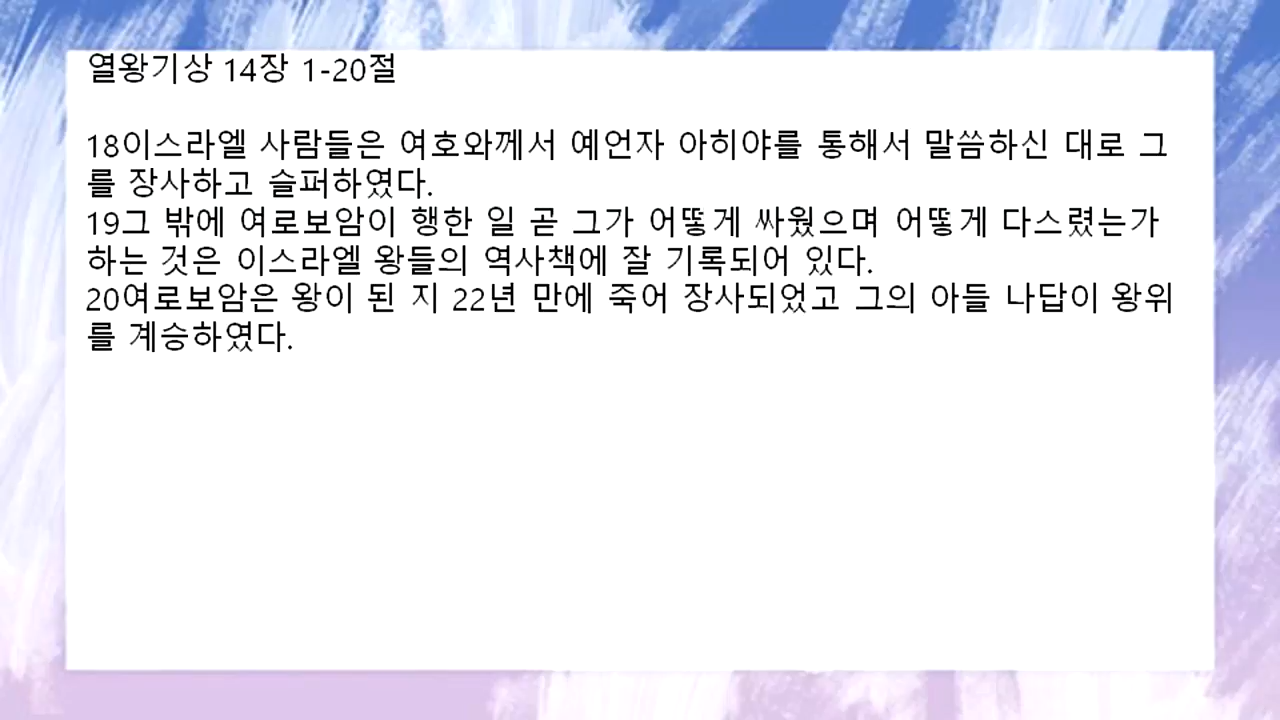 열왕기상 14장 1-20절
18이스라엘 사람들은 여호와께서 예언자 아히야를 통해서 말씀하신 대로 그
를 장사하고 슬퍼하였다.
19그 밖에 여로보암이 행한 일 곧 그가 어떻게 싸웠으며 어떻게 다스렸는가
하는 것은 이스라엘 왕들의 역사책에 잘 기록되어 있다.
20여로보암은 왕이 된 지 22년 만에 죽어 장사되었고 그의 아들 나답이 왕위
를 계승하였다.